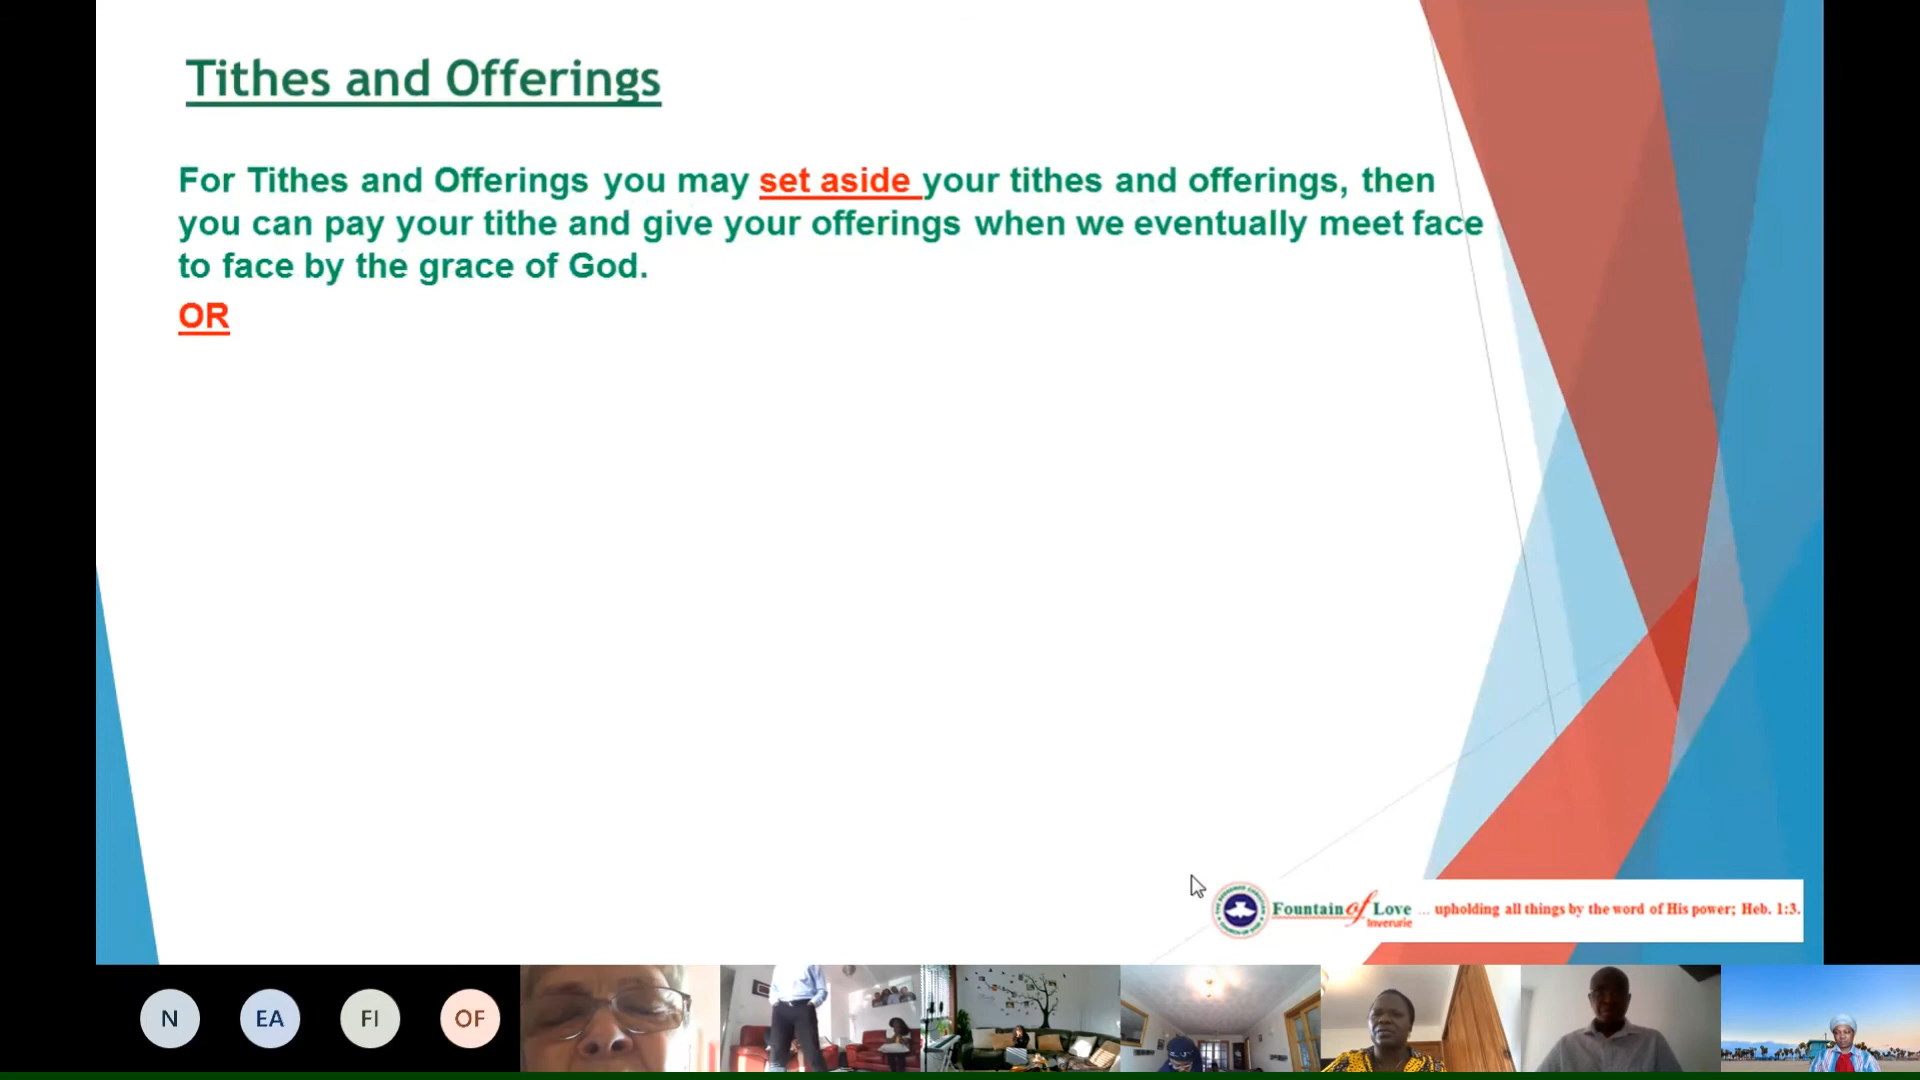 Tithes and Offerings
For Tithes and Offerings you may set aside your tithes and offerings, then
you can pay your tithe and give your offerings when we eventually meet face
to face by the grace of God.
OR
Fountain of Love ... upholding all things by the word of His power; Heb. 1:3.
Inverurie
N EA FI OF